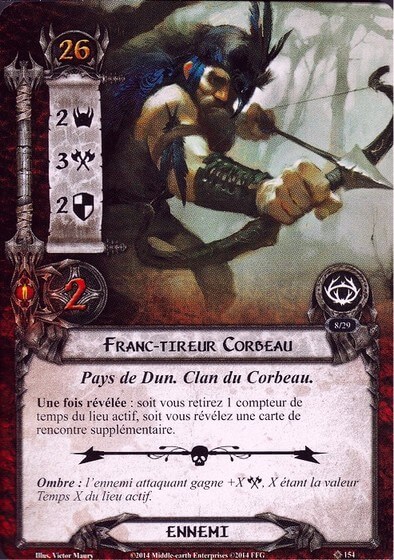 26
2
3
2
2
8/29
Franc-tireur Corbeau
Pays de Dun. Clan du Corbeau.
Une fois révélée : soit vous retirez 1 compteur de
temps du lieu actif, soit vous révélez une carte de
rencontre supplémentaire.
Ombre : l'ennemi attaquant gagne +X , X étant la valeur
Temps X du lieu actif.
ENNEMI
Illus. Victor Maury ©2014 Middle-earth Enterprises ©2014 FFG 154